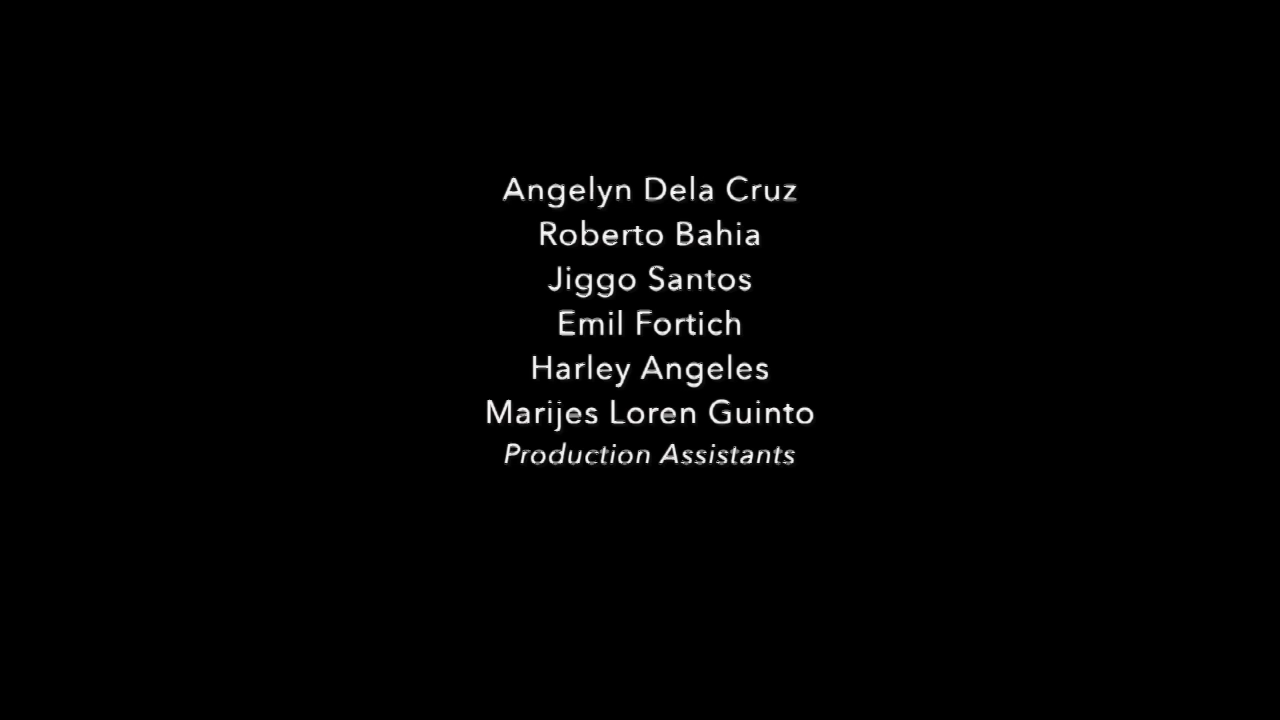 Angelyn Dela Cruz
Roberto Bahia
Jiggo Santos
Emil Fortich
Harley Angeles
Marijes Loren Guinto
Production Assistants